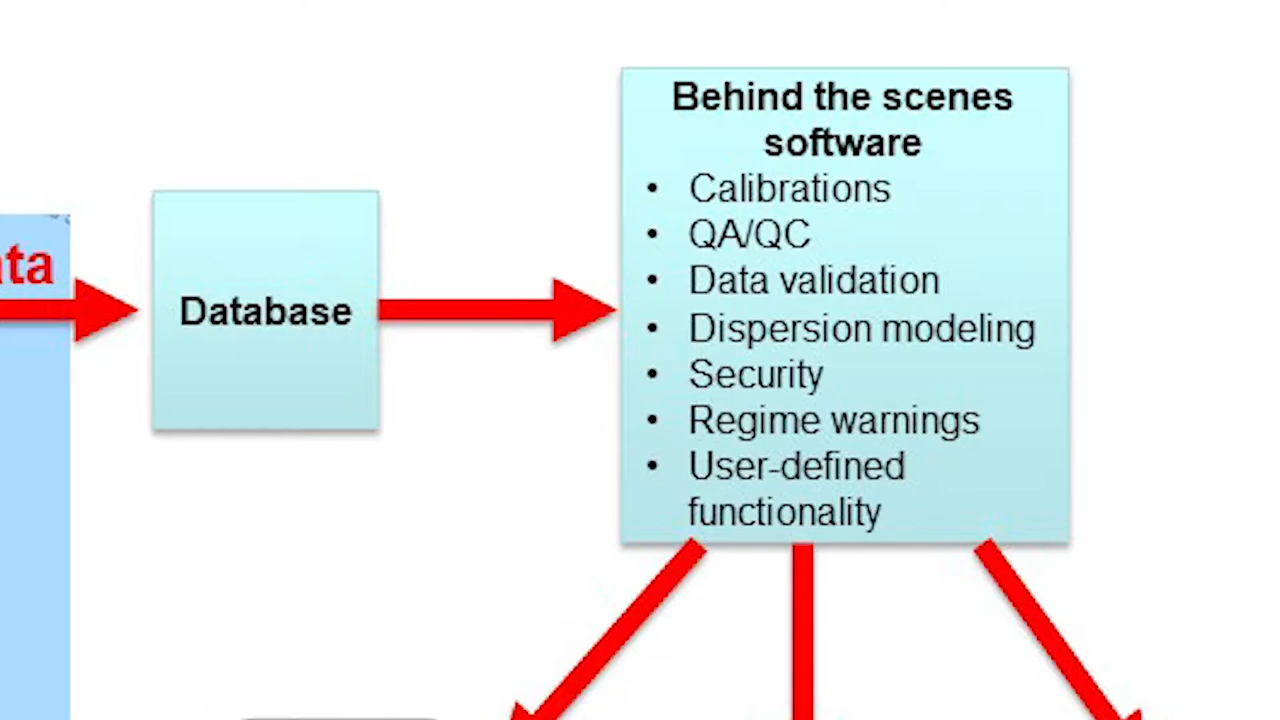 Behind the scenes
software
• Calibrations
• QA/QC
• Data validation
• Dispersion modeling
• Security
• Regime warnings
• User-defined
functionality
Database